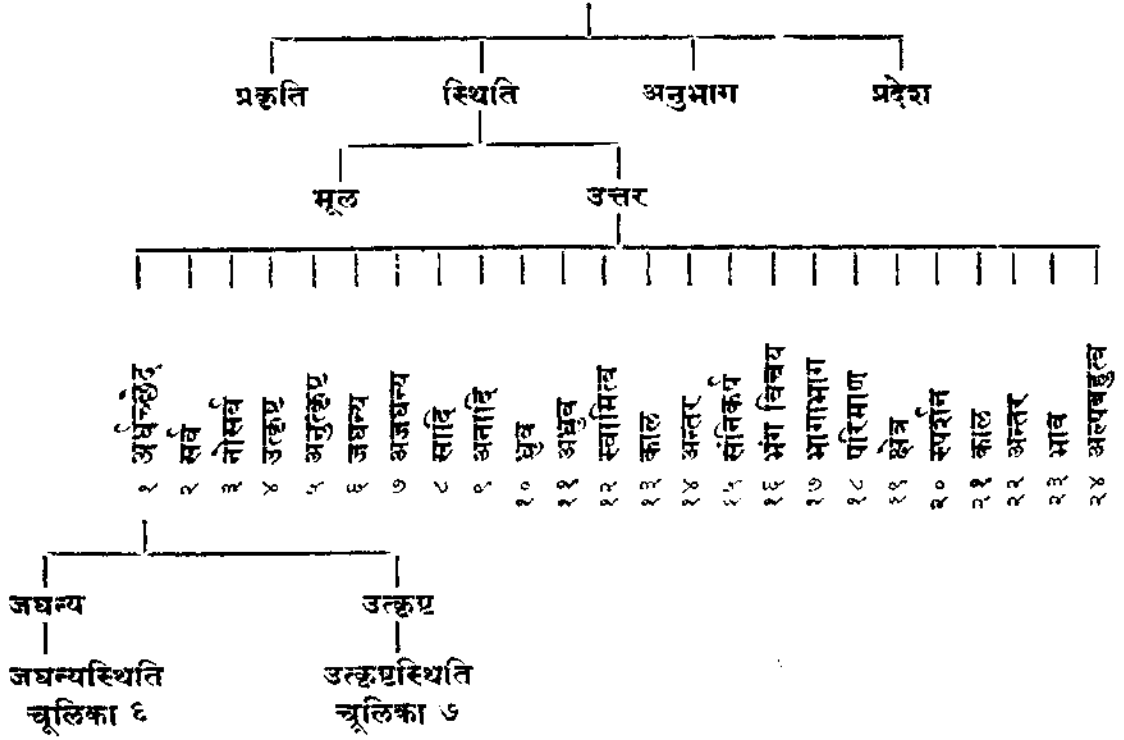 प्रकृति स्थिति अनुभाग प्रदेश
मूल उत्तर
१ अर्धच्छेद
२ सर्व
३ नोसर्व
४ उत्कृष्ट
५ अनुत्कृष्ट
६ जघन्य
७ अजघन्य
८ सादि
९ अनादि
१० ध्रुव
११ अध्रुव
१२ स्वामित्व
१३ काल
१४ अन्तर
१५ संनिकर्ष
१६ भंग विचय
१७ भागाभाग
१८ परिमाण
१९ क्षेत्र
२० स्पर्शन
२१ काल
२२ अन्तर
२३ भाव
२४ अल्पबहुत्व
जघन्य उत्कृष्ट
जघन्यस्थिति उत्कृष्टस्थिति
चूलिका ६ चूलिका ७